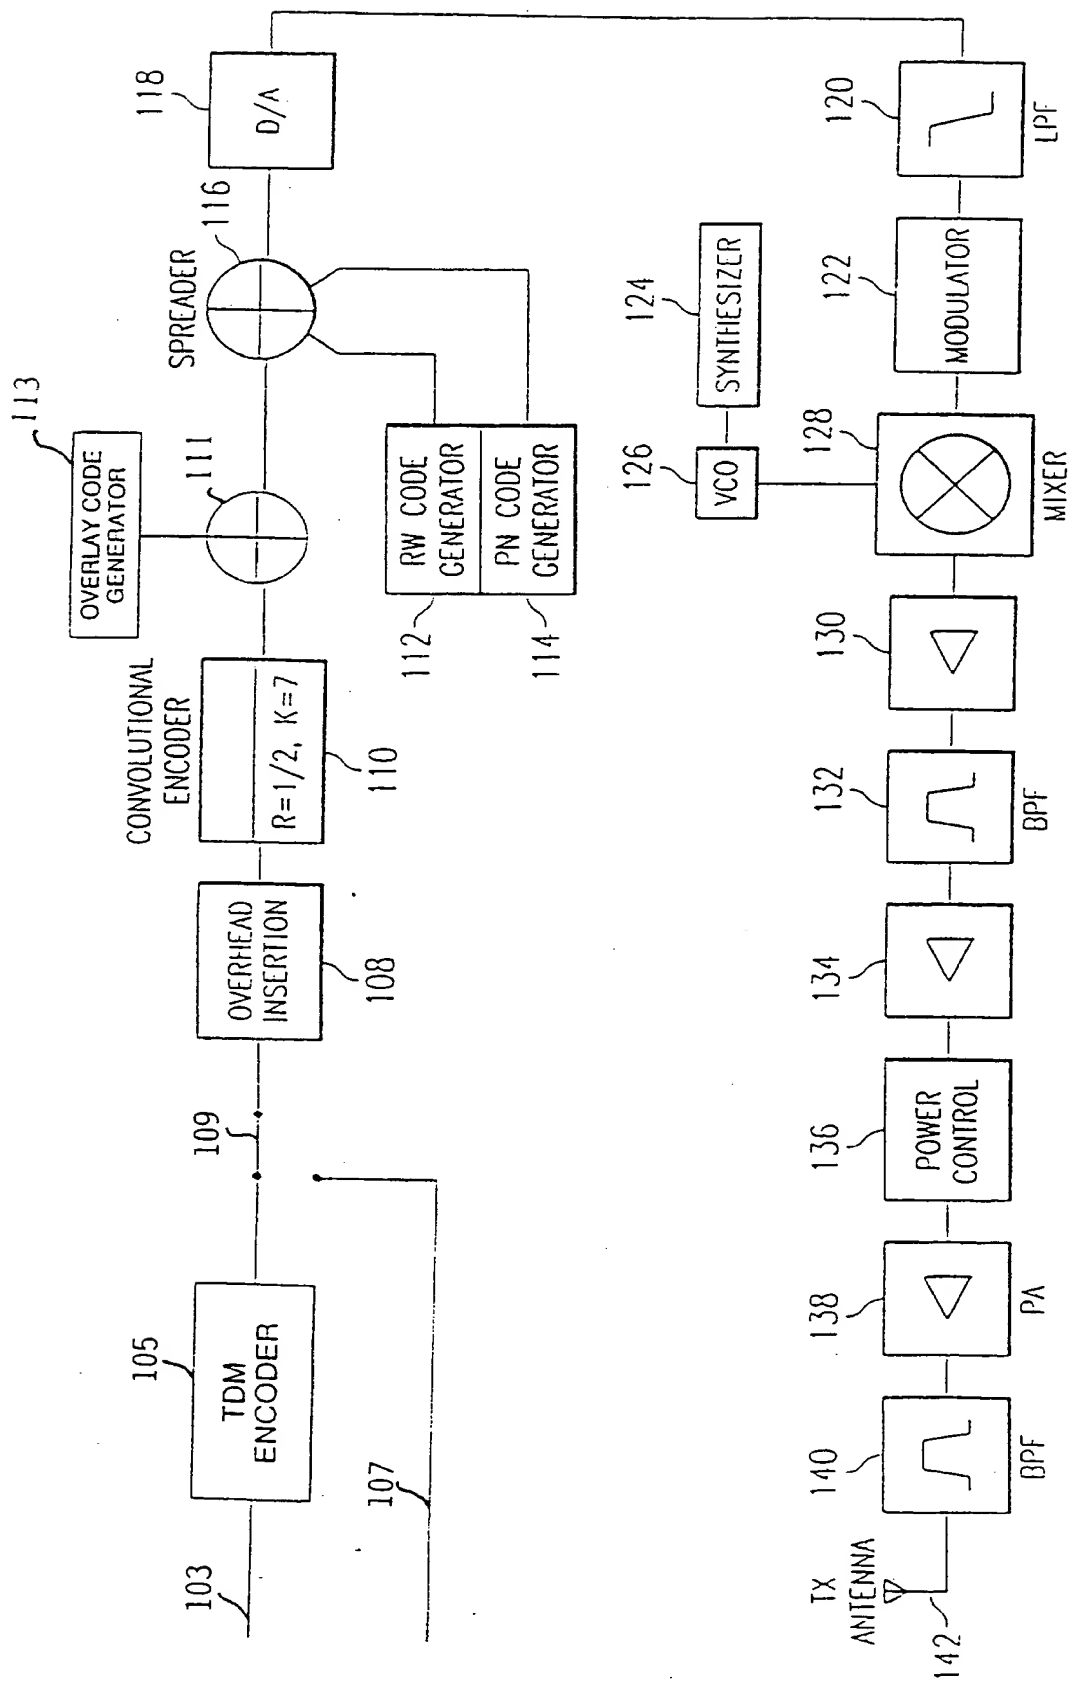 103
105
TDM
ENCODER
107
109
OVERHEAD
INSERTION
108
CONVOLUTIONAL
ENCODER
R=1/2, K=7
110
OVERLAY CODE
GENERATOR
113
111
RW CODE
GENERATOR
PN CODE
GENERATOR
112
114
SPREADER
116
118
D/A
TX
ANTENNA
142
140
BPF
138
PA
136
POWER
CONTROL
134
132
BPF
130
128
MIXER
126
VCO
124
SYNTHESIZER
122
MODULATOR
120
LPF